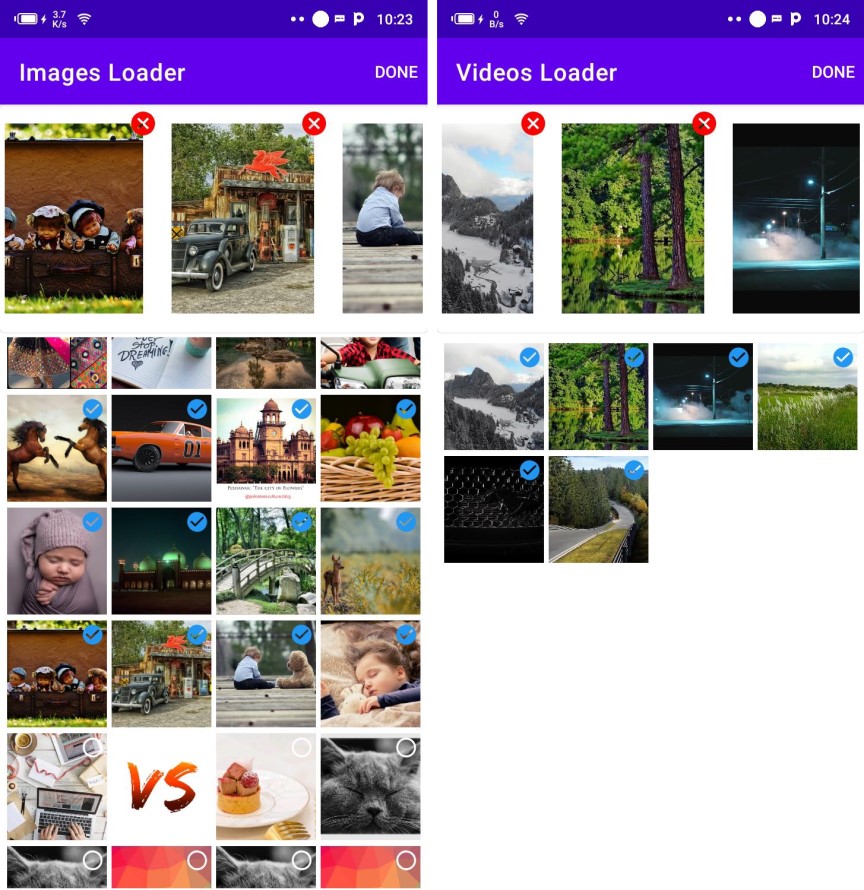 3.7
K/s
10:23
Images Loader
DONE
0
B/s
10:24
Videos Loader
DONE
STOP
DREAMING!
01
PESHAWAR: "THE CITY OF FLOWERS"
VS